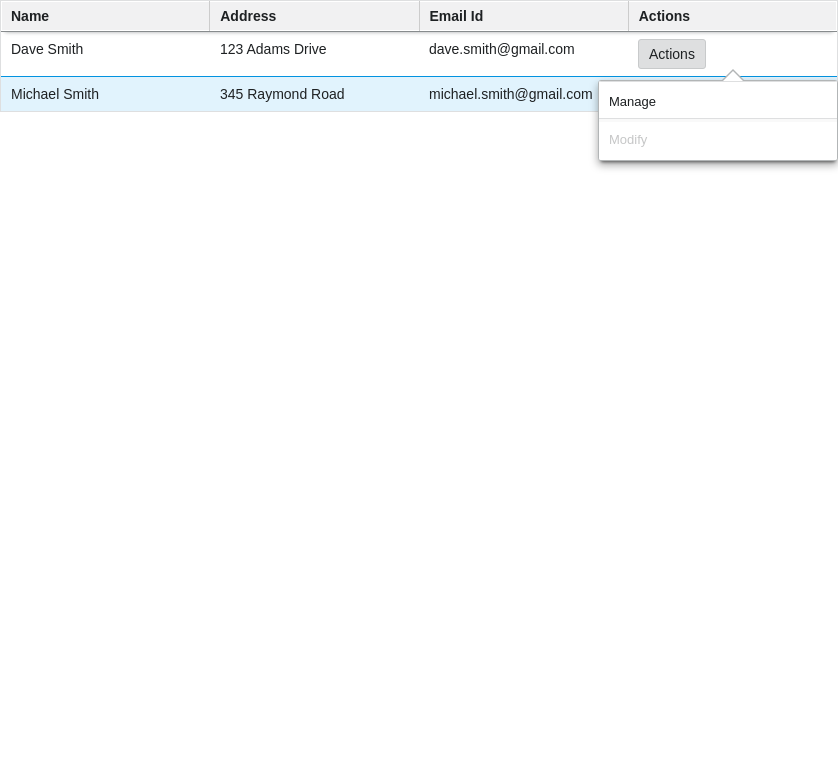 Name Address Email Id Actions
Dave Smith 123 Adams Drive dave.smith@gmail.com Actions
Michael Smith 345 Raymond Road michael.smith@gmail.com
Manage
Modify